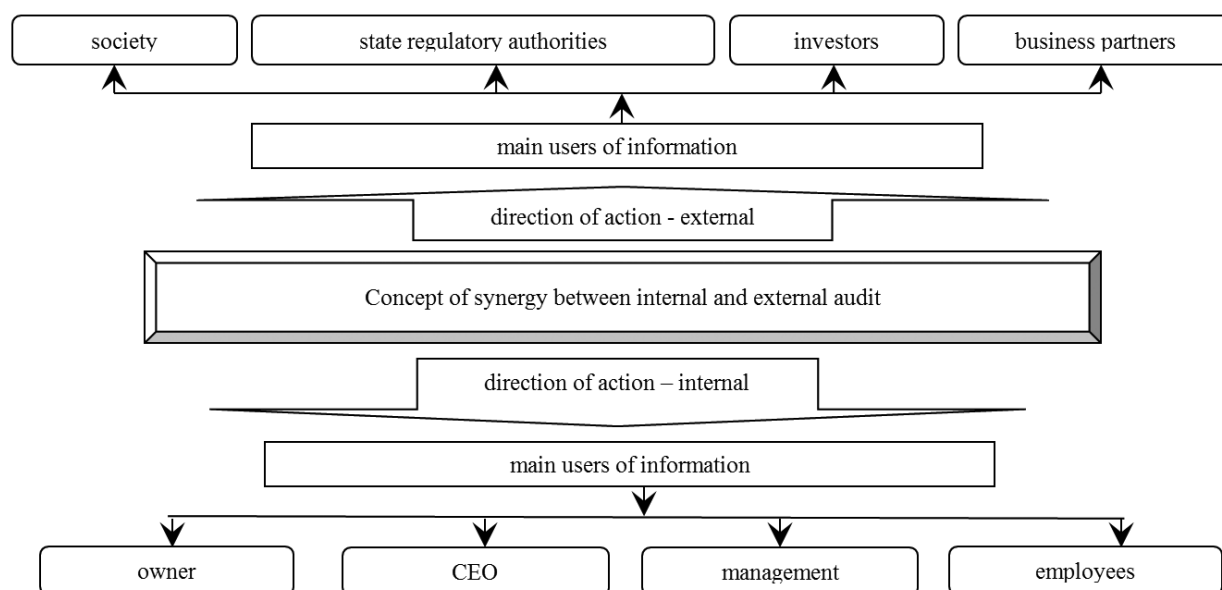 society
state regulatory authorities
investors
business partners
main users of information
direction of action - external
Concept of synergy between internal and external audit
direction of action – internal
main users of information
owner
CEO
management
employees